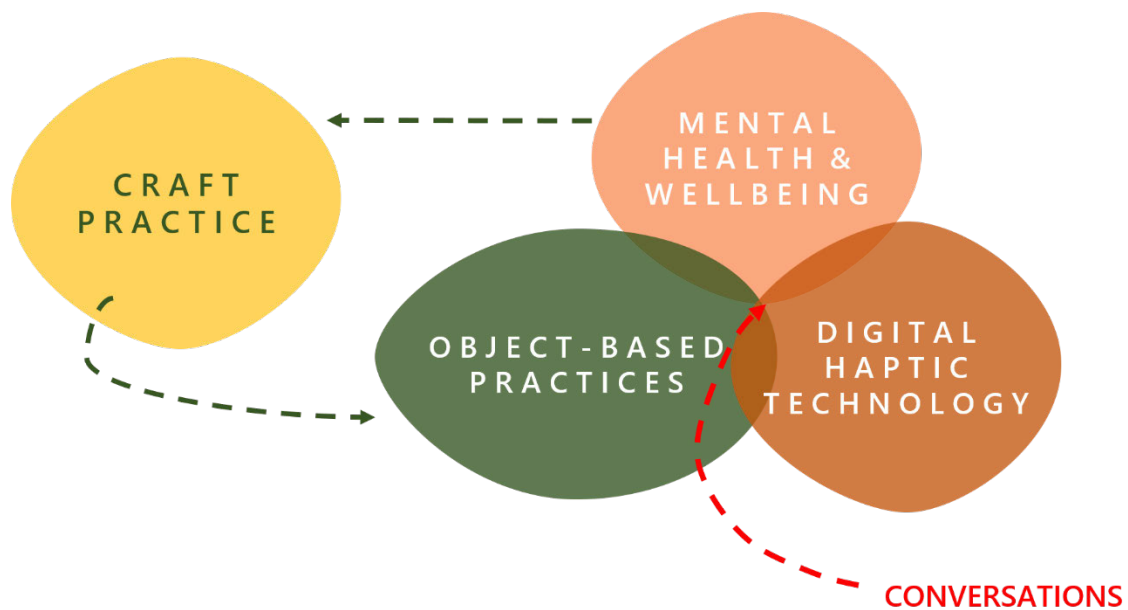 CRAFT
PRACTICE
MENTAL
HEALTH &
WELLBEING
OBJECT-BASED
PRACTICES
DIGITAL
HAPTIC
TECHNOLOGY
CONVERSATIONS